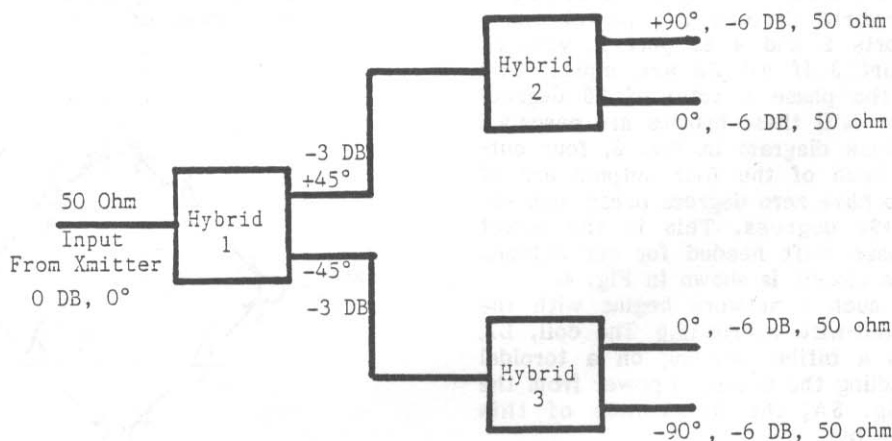 +90°, -6 DB, 50 ohm
Hybrid
2
0°, -6 DB, 50 ohm
-3 DB
+45°
50 Ohm
Input
From Xmitter
0 DB, 0°
Hybrid
1
-45°
-3 DB
0°, -6 DB, 50 ohm
Hybrid
3
-90°, -6 DB, 50 ohm